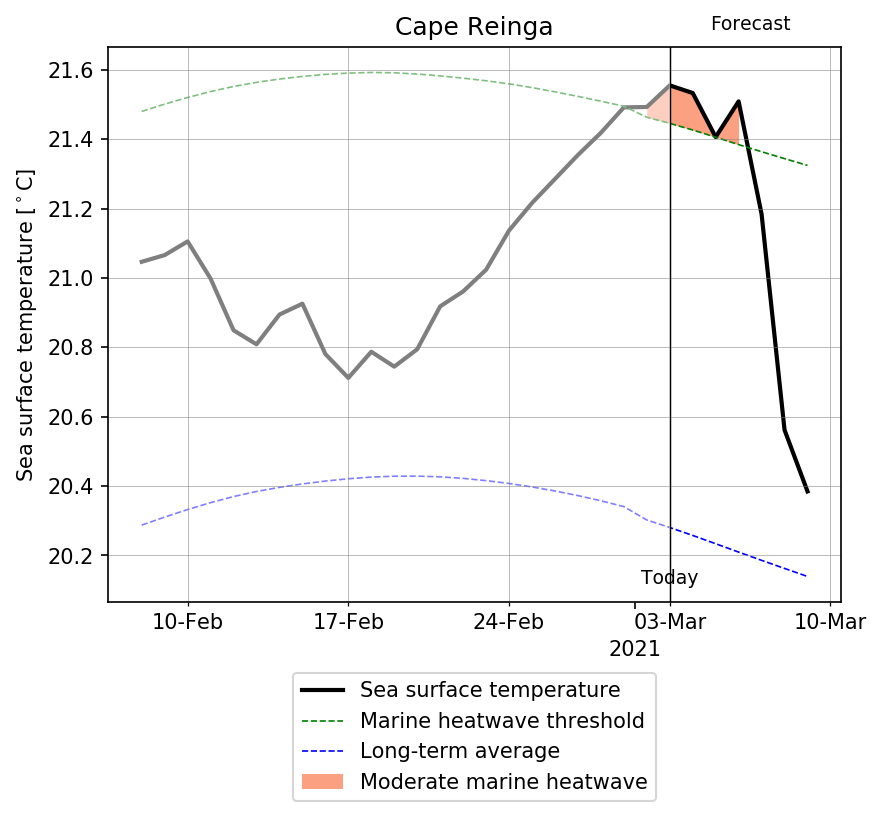 Cape Reinga
Forecast
Sea surface temperature [°C]
21.6
21.4
21.2
21.0
20.8
20.6
20.4
20.2
Today
10-Feb
17-Feb
24-Feb
03-Mar
10-Mar
2021
Sea surface temperature
Marine heatwave threshold
Long-term average
Moderate marine heatwave